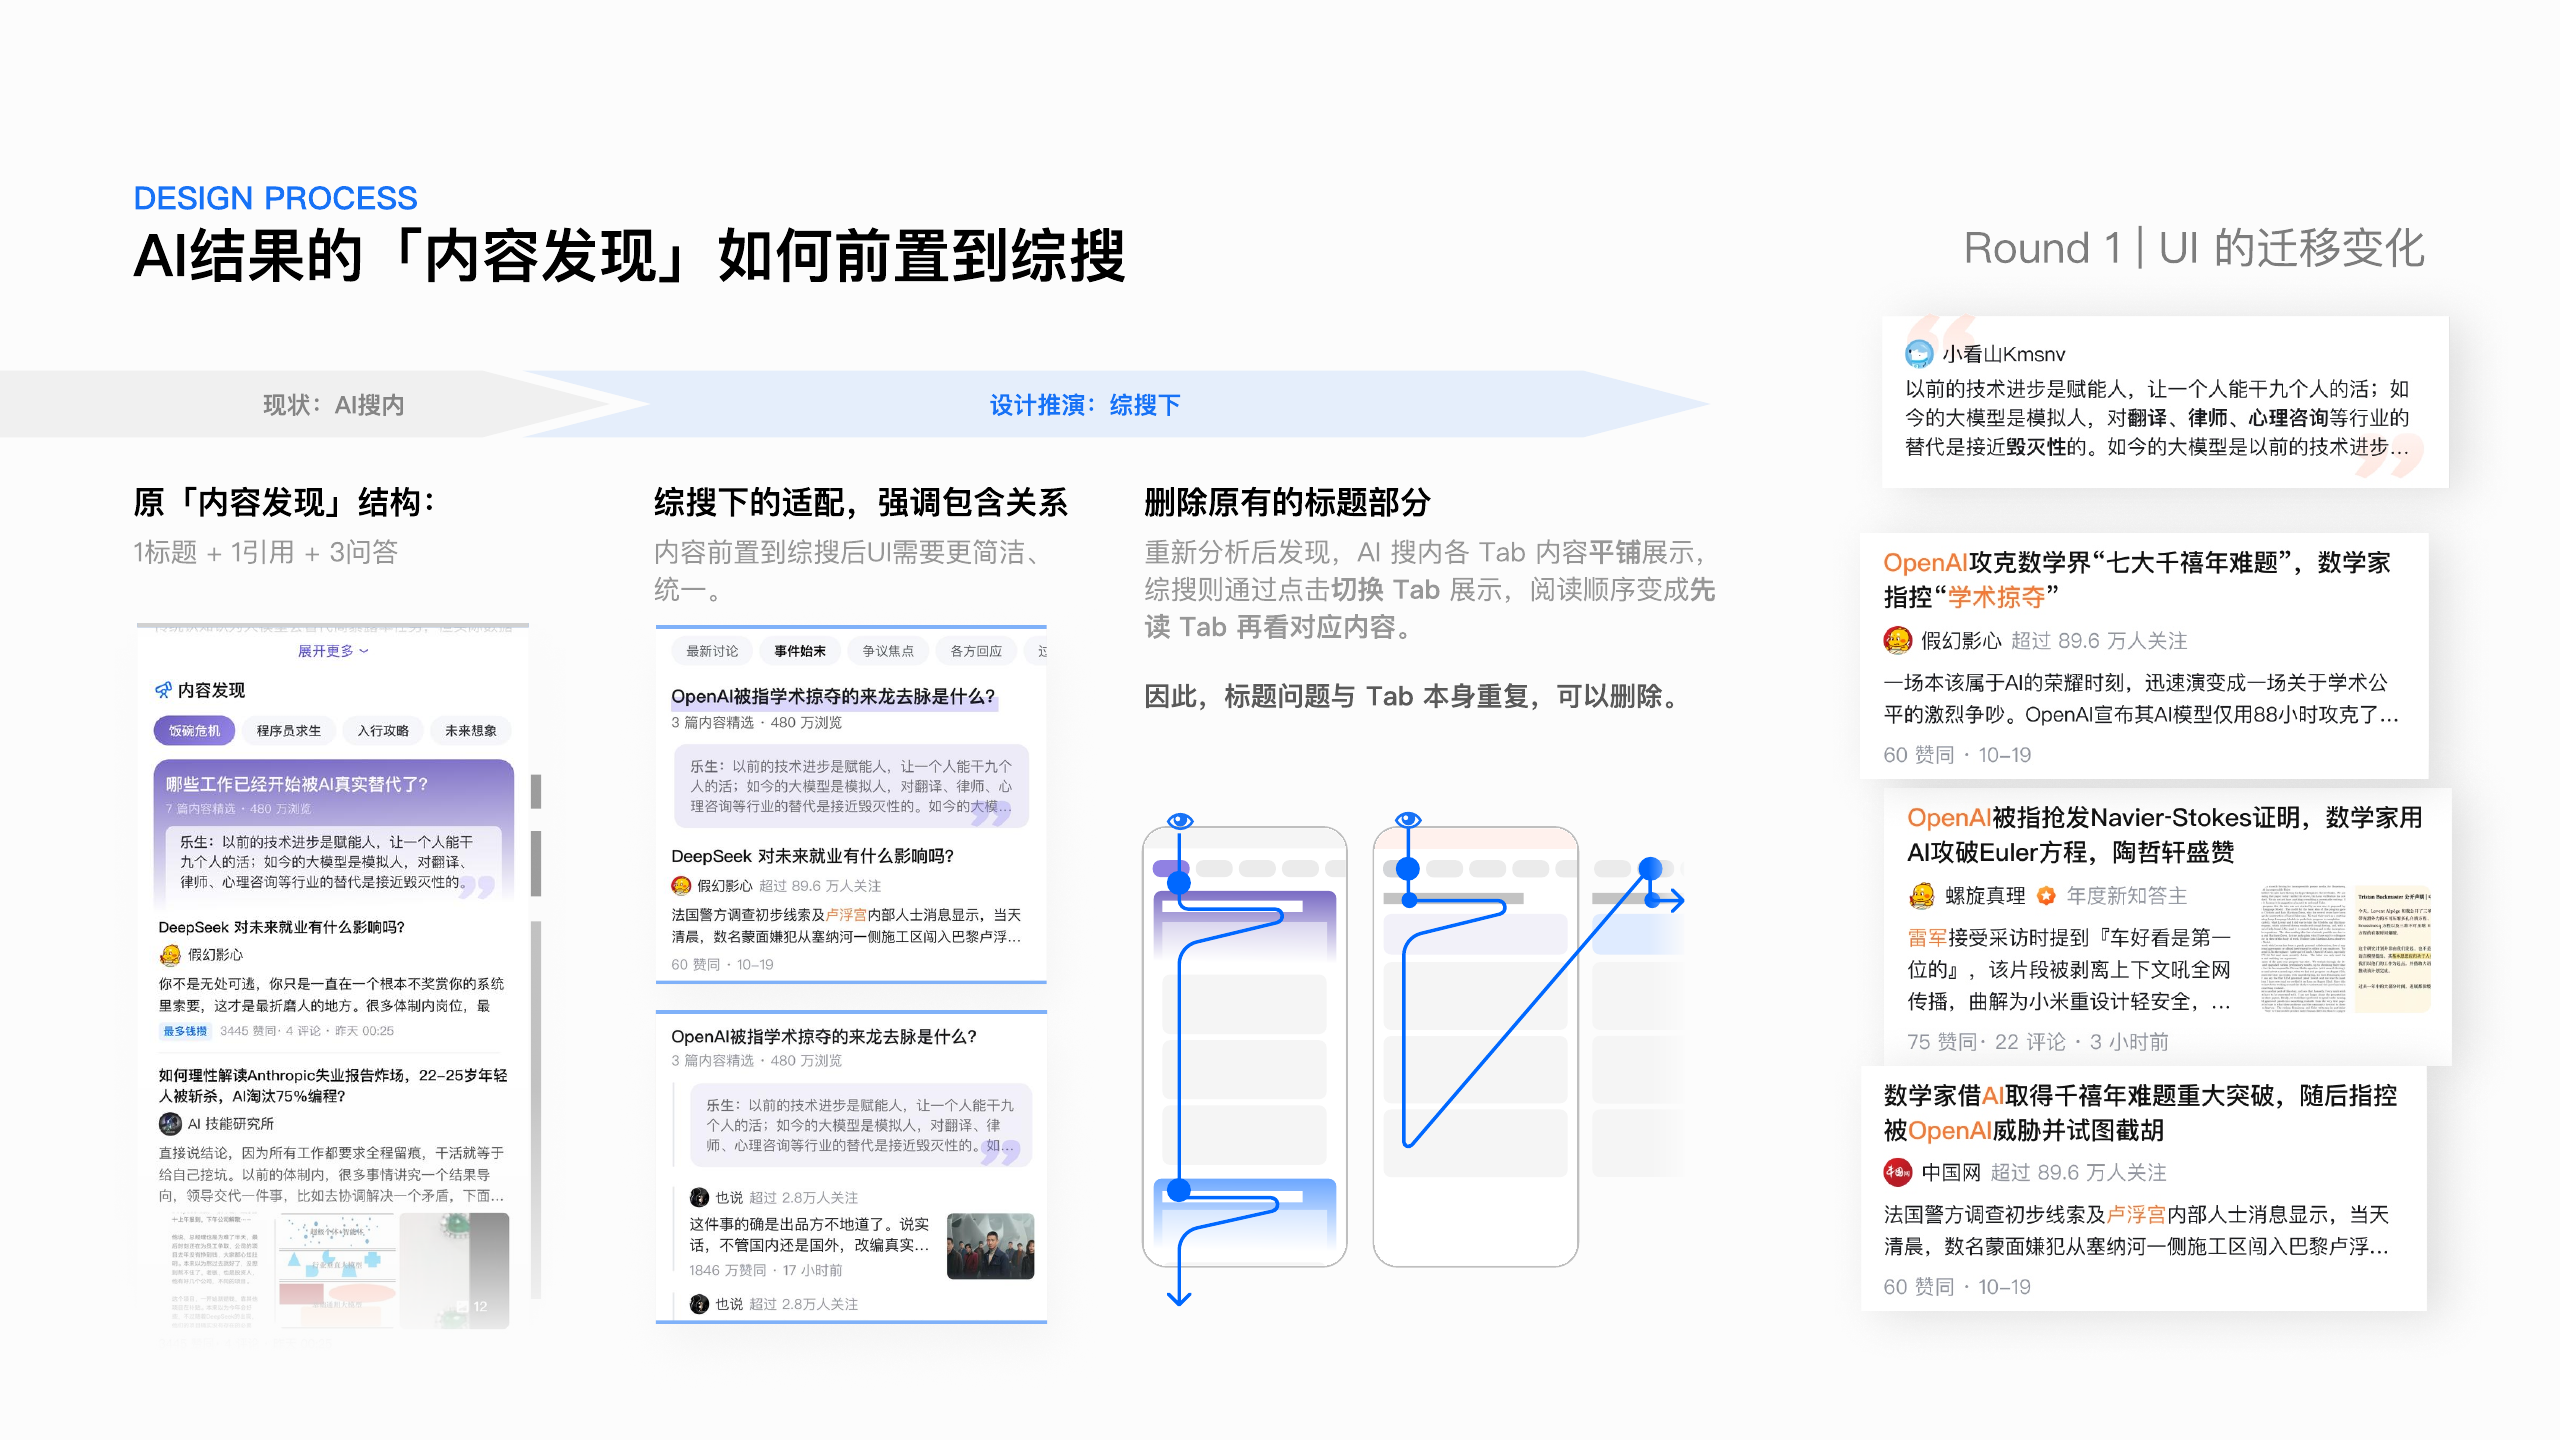 DESIGN PROCESS
AI结果的「内容发现」如何前置到综搜
Round 1 | UI 的迁移变化
现状：AI搜内
设计推演：综搜下
原「内容发现」结构：
1标题 + 1引用 + 3问答
展开更多
内容发现
饭碗危机
程序员求生
入行攻略
未来想象
哪些工作已经开始被AI真实替代了？
7 篇内容精选 · 480 万浏览
乐生：以前的技术进步是赋能人，让一个人能干
九个人的活；如今的大模型是模拟人，对翻译、
律师、心理咨询等行业的替代是接近毁灭性的。
DeepSeek 对未来就业有什么影响吗？
假幻影心
你不是无处可逃，你只是一直在一个根本不奖赏你的系统
里索要，这才是最折磨人的地方。很多体制内岗位，最
最多钱攒 3445 赞同 · 4 评论 · 昨天 00:25
如何理性解读Anthropic失业报告炸场，22-25岁年轻
人被斩杀，AI淘汰75%编程？
AI 技能研究所
直接说结论，因为所有工作都要求全程留痕，干活就等于
给自己挖坑。以前的体制内，很多事情讲究一个结果导
向，领导交代一件事，比如去协调解决一个矛盾，下面...
12
综搜下的适配，强调包含关系
内容前置到综搜后UI需要更简洁、
统一。
最新讨论
事件始末
争议焦点
各方回应
OpenAI被指学术掠夺的来龙去脉是什么？
3 篇内容精选 · 480 万浏览
乐生：以前的技术进步是赋能人，让一个人能干九个
人的活；如今的大模型是模拟人，对翻译、律师、心
理咨询等行业的替代是接近毁灭性的。如今的大模...
DeepSeek 对未来就业有什么影响吗？
假幻影心 超过 89.6 万人关注
法国警方调查初步线索及卢浮宫内部人士消息显示，当天
清晨，数名蒙面嫌犯从塞纳河一侧施工区闯入巴黎卢浮...
60 赞同 · 10-19
OpenAI被指学术掠夺的来龙去脉是什么？
3 篇内容精选 · 480 万浏览
乐生：以前的技术进步是赋能人，让一个人能干九
个人的活；如今的大模型是模拟人，对翻译、律
师、心理咨询等行业的替代是接近毁灭性的。如...
也说 超过 2.8万人关注
这件事的确是出品方不地道了。说实
话，不管国内还是国外，改编真实...
1846 万赞同 · 17 小时前
也说 超过 2.8万人关注
删除原有的标题部分
重新分析后发现，AI 搜内各 Tab 内容平铺展示，
综搜则通过点击切换 Tab 展示，阅读顺序变成先
读 Tab 再看对应内容。
因此，标题问题与 Tab 本身重复，可以删除。
小看山Kmsnv
以前的技术进步是赋能人，让一个人能干九个人的活；如
今的大模型是模拟人，对翻译、律师、心理咨询等行业的
替代是接近毁灭性的。如今的大模型是以前的技术进步...
OpenAI攻克数学界“七大千禧年难题”，数学家
指控“学术掠夺”
假幻影心 超过 89.6 万人关注
一场本该属于AI的荣耀时刻，迅速演变成一场关于学术公
平的激烈争吵。OpenAI宣布其AI模型仅用88小时攻克了...
60 赞同 · 10-19
OpenAI被指抢发Navier-Stokes证明，数学家用
AI攻破Euler方程，陶哲轩盛赞
螺旋真理 年度新知答主
雷军接受采访时提到『车好看是第一
位的』，该片段被剥离上下文吼全网
传播，曲解为小米重设计轻安全，...
75 赞同 · 22 评论 · 3 小时前
数学家借AI取得千禧年难题重大突破，随后指控
被OpenAI威胁并试图截胡
中国网 超过 89.6 万人关注
法国警方调查初步线索及卢浮宫内部人士消息显示，当天
清晨，数名蒙面嫌犯从塞纳河一侧施工区闯入巴黎卢浮...
60 赞同 · 10-19